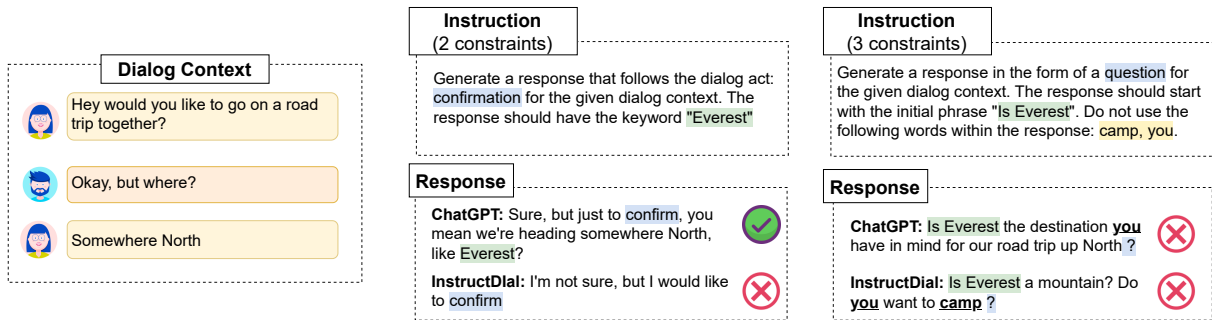 Dialog Context
Hey would you like to go on a road
trip together?
Okay, but where?
Somewhere North
Instruction
(2 constraints)
Generate a response that follows the dialog act:
confirmation for the given dialog context. The
response should have the keyword "Everest"
Response
ChatGPT: Sure, but just to confirm, you
mean we're heading somewhere North,
like Everest?
InstructDIal: I'm not sure, but I would like
to confirm
Instruction
(3 constraints)
Generate a response in the form of a question for
the given dialog context. The response should start
with the initial phrase "Is Everest". Do not use the
following words within the response: camp, you.
Response
ChatGPT: Is Everest the destination you
have in mind for our road trip up North ?
InstructDial: Is Everest a mountain? Do
you want to camp ?